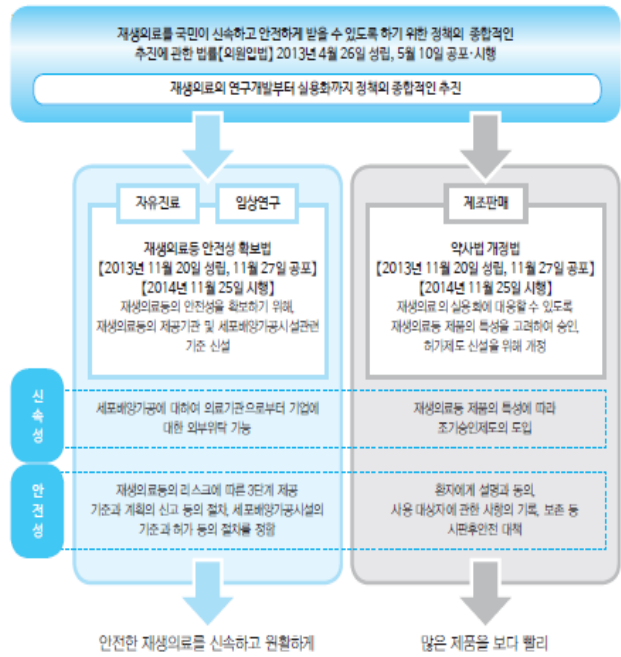 재생의료를 국민이 신속하고 안전하게 받을 수 있도록 하기 위한 정책의 종합적인
추진에 관한 법률【의원입법】 2013년 4월 26일 성립, 5월 10일 공포·시행
재생의료의 연구개발부터 실용화까지 정책의 종합적인 추진
자유진료
임상연구
재생의료등 안전성 확보법
【2013년 11월 20일 성립, 11월 27일 공포】
【2014년 11월 25일 시행】
재생의료등의 안전성을 확보하기 위해,
재생의료등의 제공기관 및 세포배양가공시설관련
기준 신설
제조판매
약사법 개정법
【2013년 11월 20일 성립, 11월 27일 공포】
【2014년 11월 25일 시행】
재생의료의 실용화에 대응할 수 있도록
재생의료등 제품의 특성을 고려하여 승인,
허가제도 신설을 위해 개정
신속성
세포배양가공에 대하여 의료기관으로부터 기업에
대한 외부위탁 가능
재생의료등 제품의 특성에 따라
조기승인제도의 도입
안전성
재생의료등의 리스크에 따른 3단계 제공
기준과 계획의 신고 등의 절차, 세포배양가공시설의
기준과 허가 등의 절차를 정함
환자에게 설명과 동의,
사용 대상자에 관한 사항의 기록, 보존 등
시판후안전 대책
안전한 재생의료를 신속하고 원활하게
많은 제품을 보다 빨리